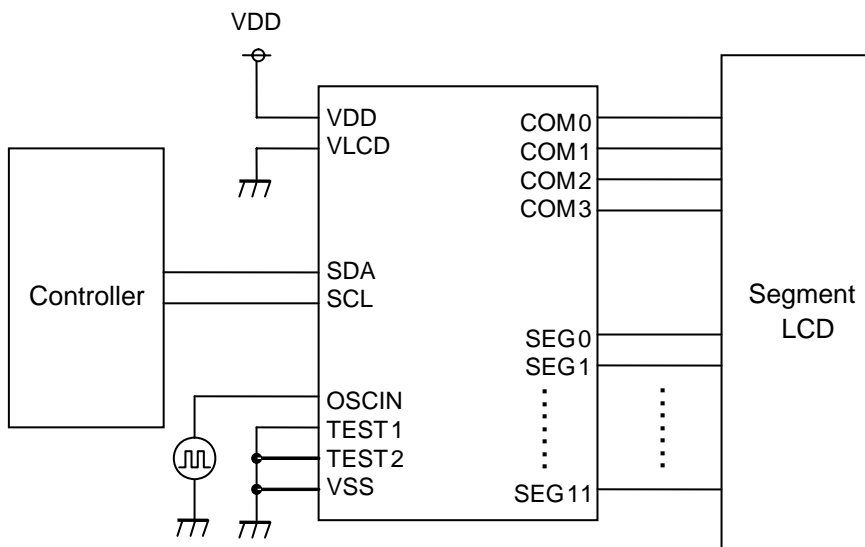 VDD
VDD
VLCD
SDA
SCL
OSCIN
TEST1
TEST2
VSS
COM0
COM1
COM2
COM3
SEG0
SEG1
SEG11
Controller
Segment
LCD